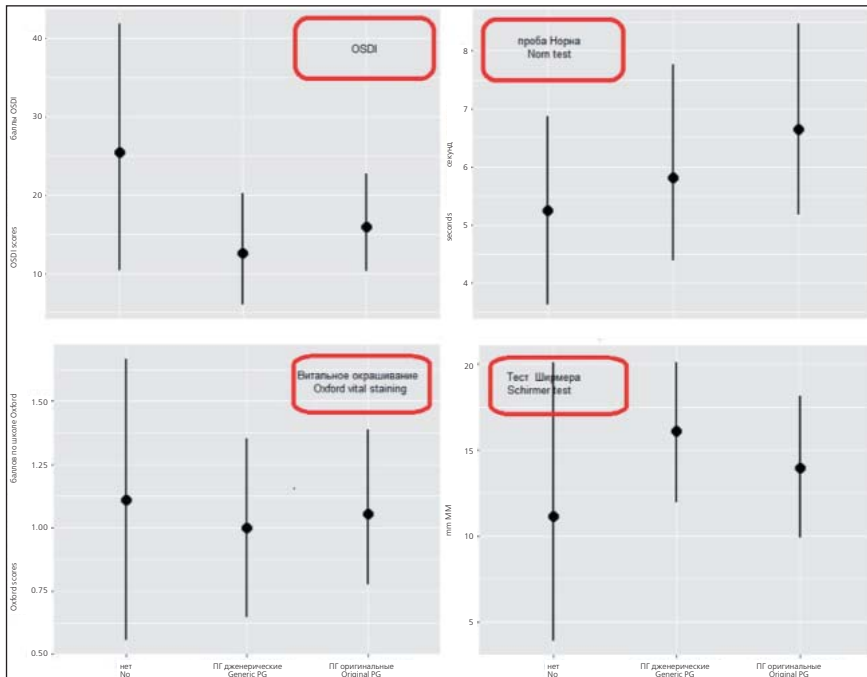 OSDI
баллы OSDI
OSDI scores
40
30
20
10
проба Норна
Norn test
секунд
seconds
8
7
6
5
4
Витальное окрашивание
Oxford vital staining
баллов по шкале Oxford
Oxford scores
1.50
1.25
1.00
0.75
0.50
нет
No
ПГ дженерические
Generic PG
ПГ оригинальные
Original PG
Тест Ширмера
Schirmer test
mm мм
20
15
10
5
нет
No
ПГ дженерические
Generic PG
ПГ оригинальные
Original PG